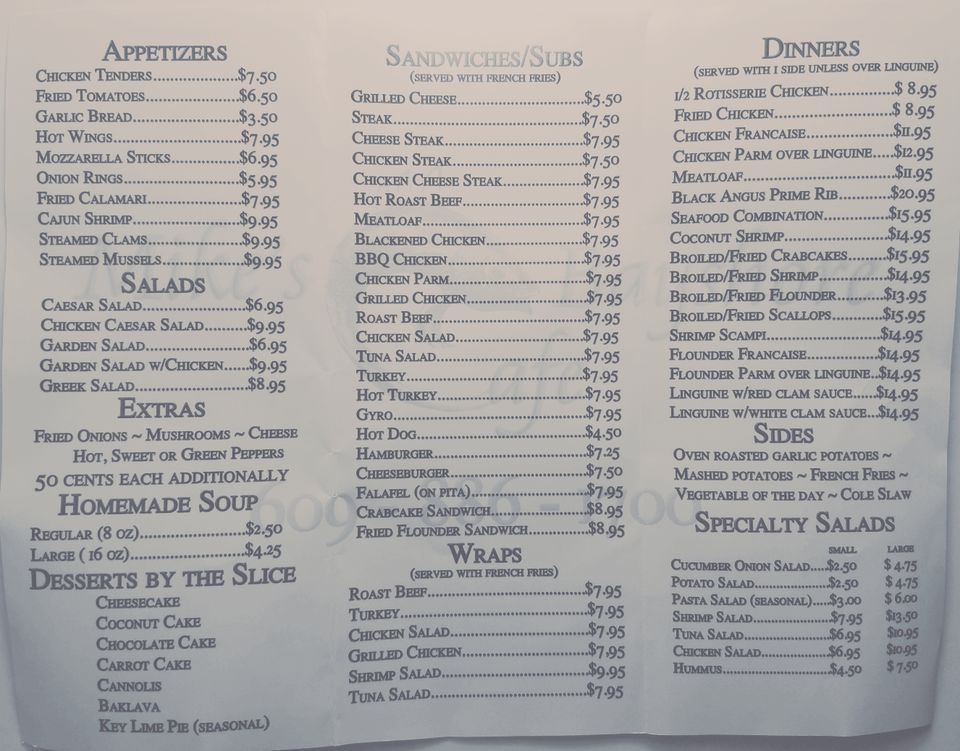 Appetizers
Chicken Tenders....................$7.50
Fried Tomatoes......................$6.50
Garlic Bread.........................$3.50
Hot Wings..............................$7.95
Mozzarella Sticks................$6.95
Onion Rings...........................$5.95
Fried Calamari......................$7.95
Cajun Shrimp.........................$9.95
Steamed Clams......................$9.95
Steamed Mussels...................$9.95
Salads
Caesar Salad........................$6.95
Chicken Caesar Salad..........$9.95
Garden Salad........................$6.95
Garden Salad w/Chicken......$9.95
Greek Salad..........................$8.95
Extras
Fried Onions ~ Mushrooms ~ Cheese
Hot, Sweet or Green Peppers
50 cents each additionally
Homemade Soup
Regular (8 oz)........................$2.50
Large ( 16 oz)..........................$4.25
Desserts by the Slice
Cheesecake
Coconut Cake
Chocolate Cake
Carrot Cake
Cannolis
Baklava
Key Lime Pie (seasonal)
Sandwiches/Subs
(served with french fries)
Grilled Cheese..............................$5.50
Steak.............................................$7.50
Cheese Steak.................................$7.95
Chicken Steak...............................$7.50
Chicken Cheese Steak...................$7.95
Hot Roast Beef.............................$7.95
Meatloaf.......................................$7.95
Blackened Chicken.......................$7.95
BBQ Chicken.................................$7.95
Chicken Parm................................$7.95
Grilled Chicken............................$7.95
Roast Beef....................................$7.95
Chicken Salad..............................$7.95
Tuna Salad...................................$7.95
Turkey..........................................$7.95
Hot Turkey...................................$7.95
Gyro..............................................$7.95
Hot Dog........................................$4.50
Hamburger....................................$7.25
Cheeseburger................................$7.50
Falafel (on pita)...........................$7.95
Crabcake Sandwich.......................$8.95
Fried Flounder Sandwich..............$8.95
Wraps
(served with french fries)
Roast Beef....................................$7.95
Turkey..........................................$7.95
Chicken Salad..............................$7.95
Grilled Chicken............................$7.95
Shrimp Salad................................$9.95
Tuna Salad...................................$7.95
Dinners
(served with 1 side unless over linguine)
1/2 Rotisserie Chicken...............$ 8.95
Fried Chicken............................$ 8.95
Chicken Francaise......................$11.95
Chicken Parm over linguine.....$12.95
Meatloaf...................................$11.95
Black Angus Prime Rib.............$20.95
Seafood Combination................$15.95
Coconut Shrimp.........................$14.95
Broiled/Fried Crabcakes..........$15.95
Broiled/Fried Shrimp...............$14.95
Broiled/Fried Flounder...........$13.95
Broiled/Fried Scallops............$15.95
Shrimp Scampi...........................$14.95
Flounder Francaise...................$14.95
Flounder Parm over linguine..$14.95
Linguine w/red clam sauce......$14.95
Linguine w/white clam sauce...$14.95
Sides
Oven roasted garlic potatoes ~
Mashed potatoes ~ French Fries ~
Vegetable of the day ~ Cole Slaw
Specialty Salads
small large
Cucumber Onion Salad.....$2.50 $ 4.75
Potato Salad...................$2.50 $ 4.75
Pasta Salad (seasonal).....$3.00 $ 6.00
Shrimp Salad...................$7.95 $13.50
Tuna Salad......................$6.95 $10.95
Chicken Salad.................$6.95 $10.95
Hummus...........................$4.50 $ 7.50